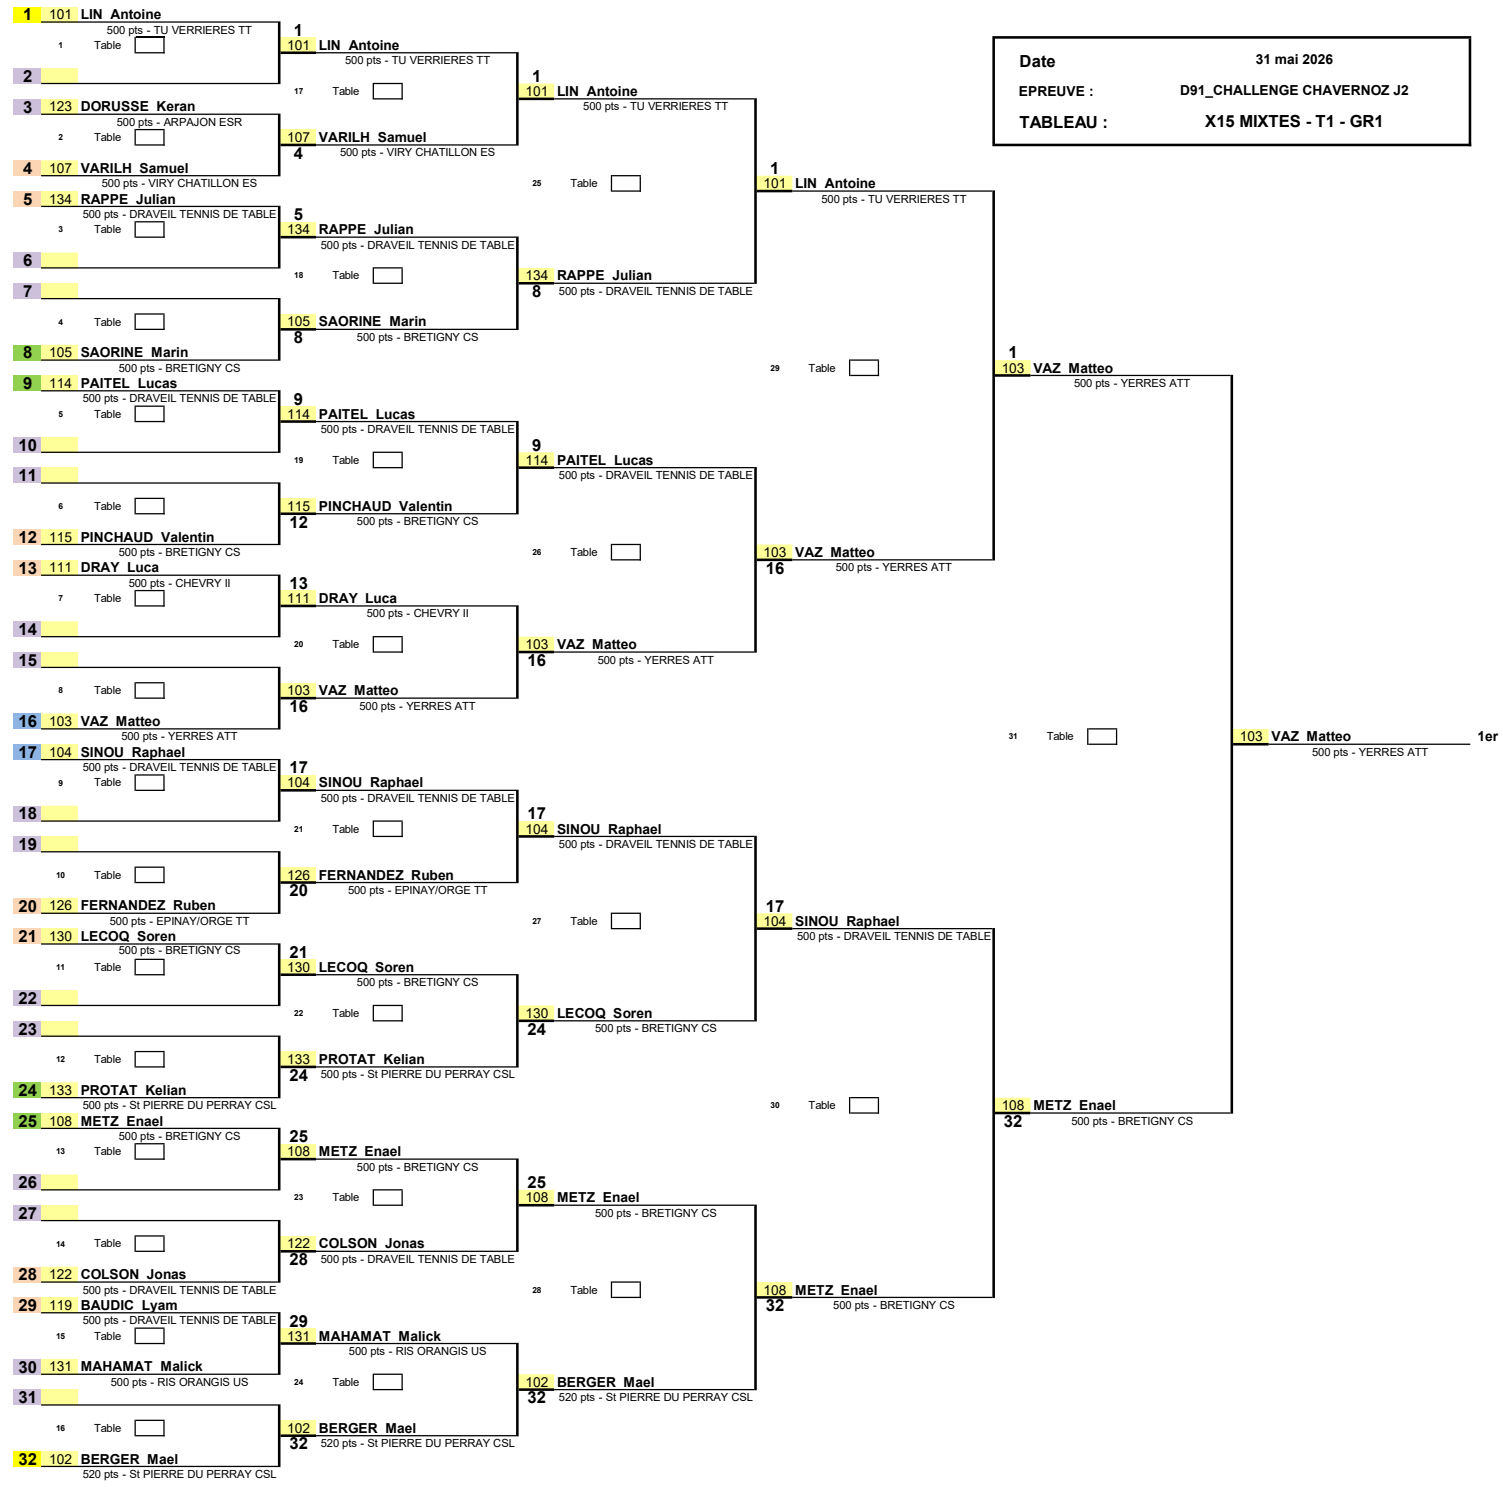 Date 31 mai 2026
EPREUVE : D91_CHALLENGE CHAVERNOZ J2
TABLEAU : X15 MIXTES - T1 - GR1
1 101 LIN Antoine
500 pts - TU VERRIERES TT
1 Table
2
3 123 DORUSSE Keran
500 pts - ARPAJON ESR
2 Table
4 107 VARILH Samuel
500 pts - VIRY CHATILLON ES
5 134 RAPPE Julian
500 pts - DRAVEIL TENNIS DE TABLE
3 Table
6
7
4 Table
8 105 SAORINE Marin
500 pts - BRETIGNY CS
9 114 PAITEL Lucas
500 pts - DRAVEIL TENNIS DE TABLE
5 Table
10
11
6 Table
12 115 PINCHAUD Valentin
500 pts - BRETIGNY CS
13 111 DRAY Luca
500 pts - CHEVRY II
7 Table
14
15
8 Table
16 103 VAZ Matteo
500 pts - YERRES ATT
17 104 SINOU Raphael
500 pts - DRAVEIL TENNIS DE TABLE
9 Table
18
19
10 Table
20 126 FERNANDEZ Ruben
500 pts - EPINAY/ORGE TT
21 130 LECOQ Soren
500 pts - BRETIGNY CS
11 Table
22
23
12 Table
24 133 PROTAT Kelian
500 pts - St PIERRE DU PERRAY CSL
25 108 METZ Enael
500 pts - BRETIGNY CS
13 Table
26
27
14 Table
28 122 COLSON Jonas
500 pts - DRAVEIL TENNIS DE TABLE
29 119 BAUDIC Lyam
500 pts - DRAVEIL TENNIS DE TABLE
15 Table
30 131 MAHAMAT Malick
500 pts - RIS ORANGIS US
31
16 Table
32 102 BERGER Mael
520 pts - St PIERRE DU PERRAY CSL
1
101 LIN Antoine
500 pts - TU VERRIERES TT
17 Table
107 VARILH Samuel
4 500 pts - VIRY CHATILLON ES
5
134 RAPPE Julian
500 pts - DRAVEIL TENNIS DE TABLE
18 Table
105 SAORINE Marin
8 500 pts - BRETIGNY CS
9
114 PAITEL Lucas
500 pts - DRAVEIL TENNIS DE TABLE
19 Table
115 PINCHAUD Valentin
12 500 pts - BRETIGNY CS
13
111 DRAY Luca
500 pts - CHEVRY II
20 Table
103 VAZ Matteo
16 500 pts - YERRES ATT
17
104 SINOU Raphael
500 pts - DRAVEIL TENNIS DE TABLE
21 Table
126 FERNANDEZ Ruben
20 500 pts - EPINAY/ORGE TT
21
130 LECOQ Soren
500 pts - BRETIGNY CS
22 Table
133 PROTAT Kelian
24 500 pts - St PIERRE DU PERRAY CSL
25
108 METZ Enael
500 pts - BRETIGNY CS
23 Table
122 COLSON Jonas
28 500 pts - DRAVEIL TENNIS DE TABLE
29
131 MAHAMAT Malick
500 pts - RIS ORANGIS US
24 Table
102 BERGER Mael
32 520 pts - St PIERRE DU PERRAY CSL
1
101 LIN Antoine
500 pts - TU VERRIERES TT
25 Table
134 RAPPE Julian
8 500 pts - DRAVEIL TENNIS DE TABLE
9
114 PAITEL Lucas
500 pts - DRAVEIL TENNIS DE TABLE
26 Table
103 VAZ Matteo
16 500 pts - YERRES ATT
17
104 SINOU Raphael
500 pts - DRAVEIL TENNIS DE TABLE
27 Table
130 LECOQ Soren
24 500 pts - BRETIGNY CS
25
108 METZ Enael
500 pts - BRETIGNY CS
28 Table
102 BERGER Mael
32 520 pts - St PIERRE DU PERRAY CSL
1
101 LIN Antoine
500 pts - TU VERRIERES TT
29 Table
103 VAZ Matteo
16 500 pts - YERRES ATT
17
104 SINOU Raphael
500 pts - DRAVEIL TENNIS DE TABLE
30 Table
108 METZ Enael
32 500 pts - BRETIGNY CS
1
103 VAZ Matteo
500 pts - YERRES ATT
31 Table
108 METZ Enael
32 500 pts - BRETIGNY CS
103 VAZ Matteo 1er
500 pts - YERRES ATT